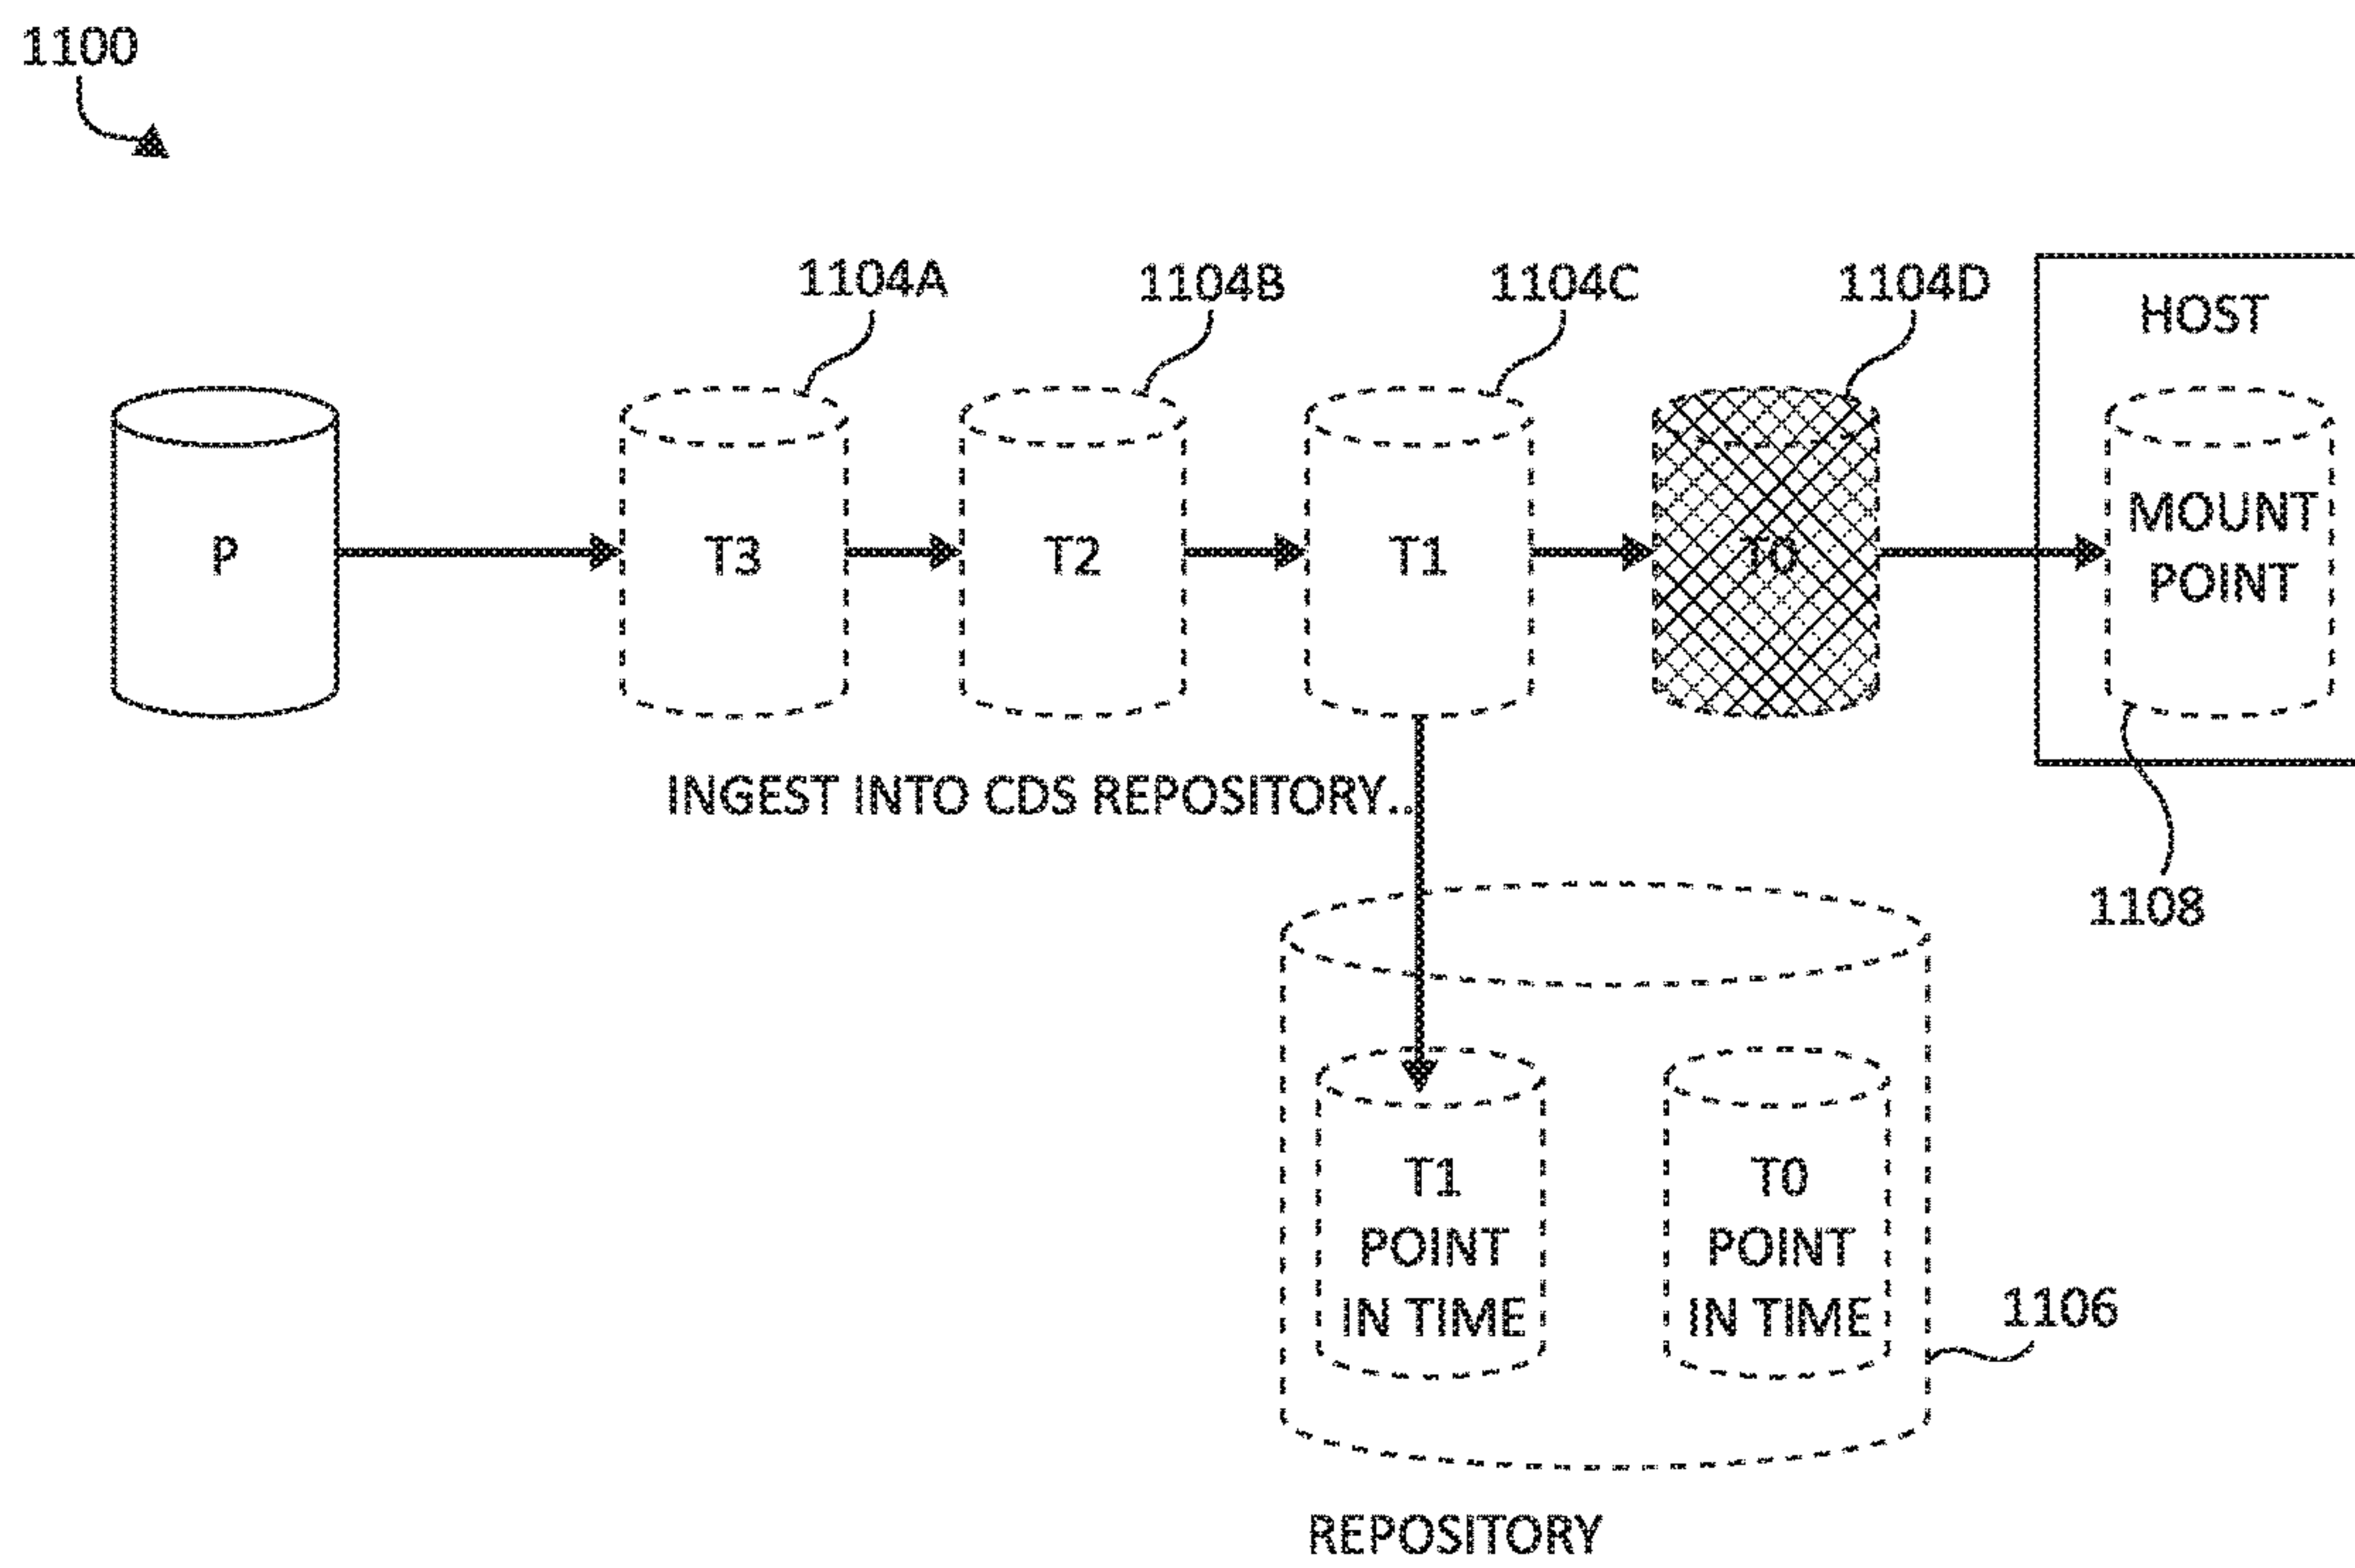 1100
1104A
1104B
1104C
1104D
HOST
P
T3
T2
T1
T0
MOUNT
POINT
INGEST INTO CDS REPOSITORY..
1108
T1
POINT
IN TIME
T0
POINT
IN TIME
1106
REPOSITORY